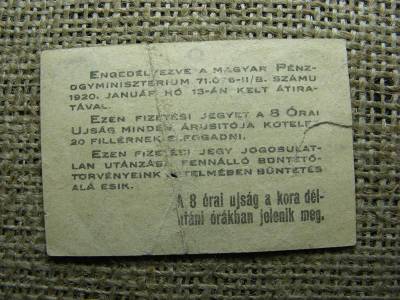 ENGEDÉLYEZVE A MAGYAR PÉNZ-
ÜGYMINISZTERIUM 71.076-II/B. SZÁMU
1920. JANUÁR HÓ 13-ÁN KELT ÁTIRA-
TÁVAL.
EZEN FIZETÉSI JEGYET A 8 ÓRAI
UJSÁG MINDEN ÁRUSITÓJA KÖTELES
20 FILLÉRNEK ELFOGADNI.
EZEN FIZETÉSI JEGY JOGOSULAT-
LAN UTÁNZÁSA FENNÁLLÓ BÜNTETŐ-
TÖRVÉNYEINK ÉRTELMÉBEN BÜNTETÉS
ALÁ ESIK.
A 8 órai ujság a kora dél-
utáni órákban jelenik meg.